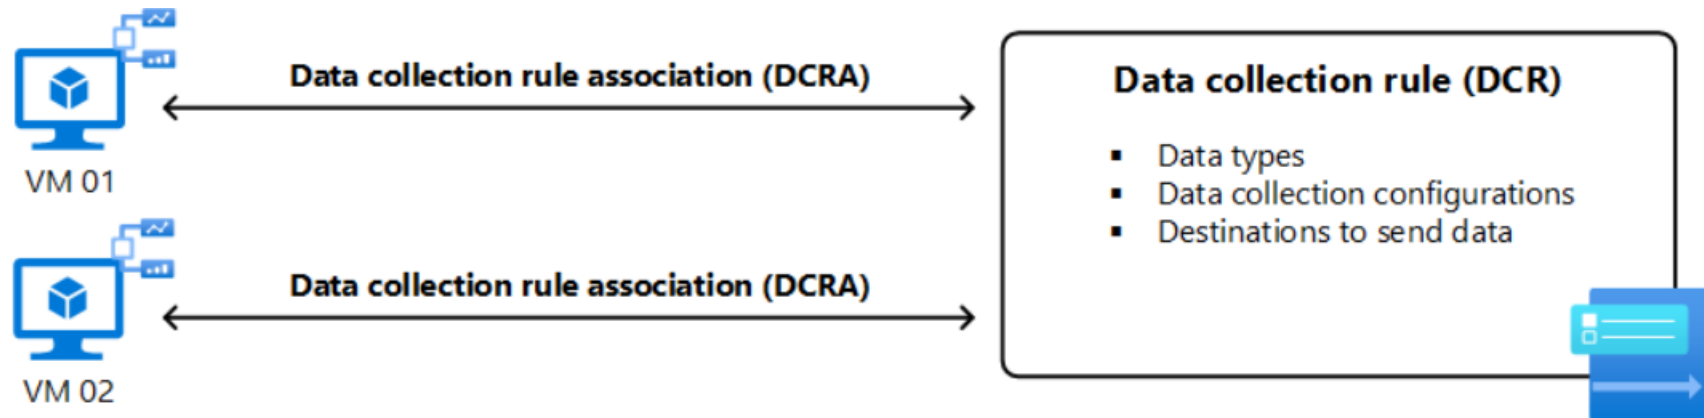 Data collection rule association (DCRA)
VM 01
Data collection rule association (DCRA)
VM 02
Data collection rule (DCR)
▪ Data types
▪ Data collection configurations
▪ Destinations to send data